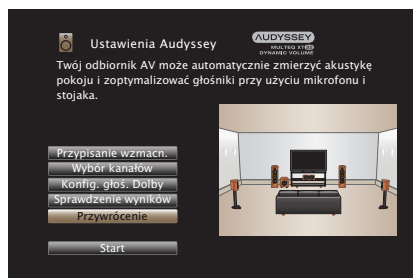 Ustawienia Audyssey
AUDYSSEY
MULTEQ XT32
DYNAMIC VOLUME
Twój odbiornik AV może automatycznie zmierzyć akustykę
pokoju i zoptymalizować głośniki przy użyciu mikrofonu i
stojaka.
Przypisanie wzmacn.
Wybór kanałów
Konfig. głoś. Dolby
Sprawdzenie wyników
Przywrócenie
Start